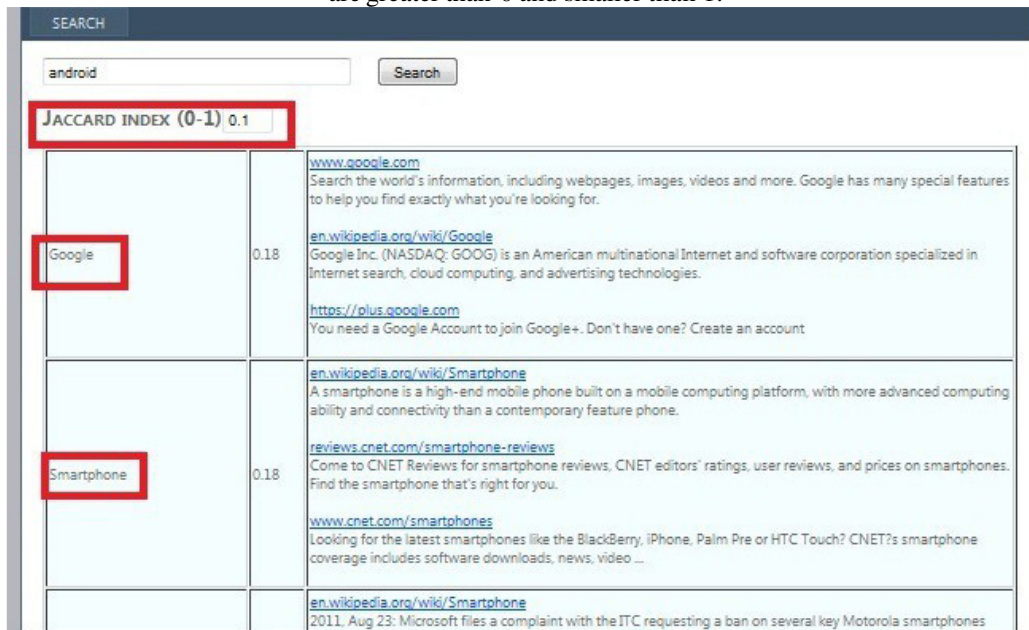 are greater than 0 and smaller than 1.
SEARCH
android
Search
JACCARD INDEX (0-1) 0.1
www.google.com
Search the world's information, including webpages, images, videos and more. Google has many special features
to help you find exactly what you're looking for.
en.wikipedia.org/wiki/Google
Google
0.18
Google Inc. (NASDAQ: GOOG) is an American multinational Internet and software corporation specialized in
Internet search, cloud computing, and advertising technologies.
https://plus.google.com
You need a Google Account to join Google+. Don't have one? Create an account
en.wikipedia.org/wiki/Smartphone
A smartphone is a high-end mobile phone built on a mobile computing platform, with more advanced computing
ability and connectivity than a contemporary feature phone.
reviews.cnet.com/smartphone-reviews
Smartphone
0.18
Come to CNET Reviews for smartphone reviews, CNET editors' ratings, user reviews, and prices on smartphones.
Find the smartphone that's right for you.
www.cnet.com/smartphones
Looking for the latest smartphones like the BlackBerry, iPhone, Palm Pre or HTC Touch? CNET?s smartphone
coverage includes software downloads, news, video ...
en.wikipedia.org/wiki/Smartphone
2011, Aug 23: Microsoft files a complaint with the ITC requesting a ban on several key Motorola smartphones